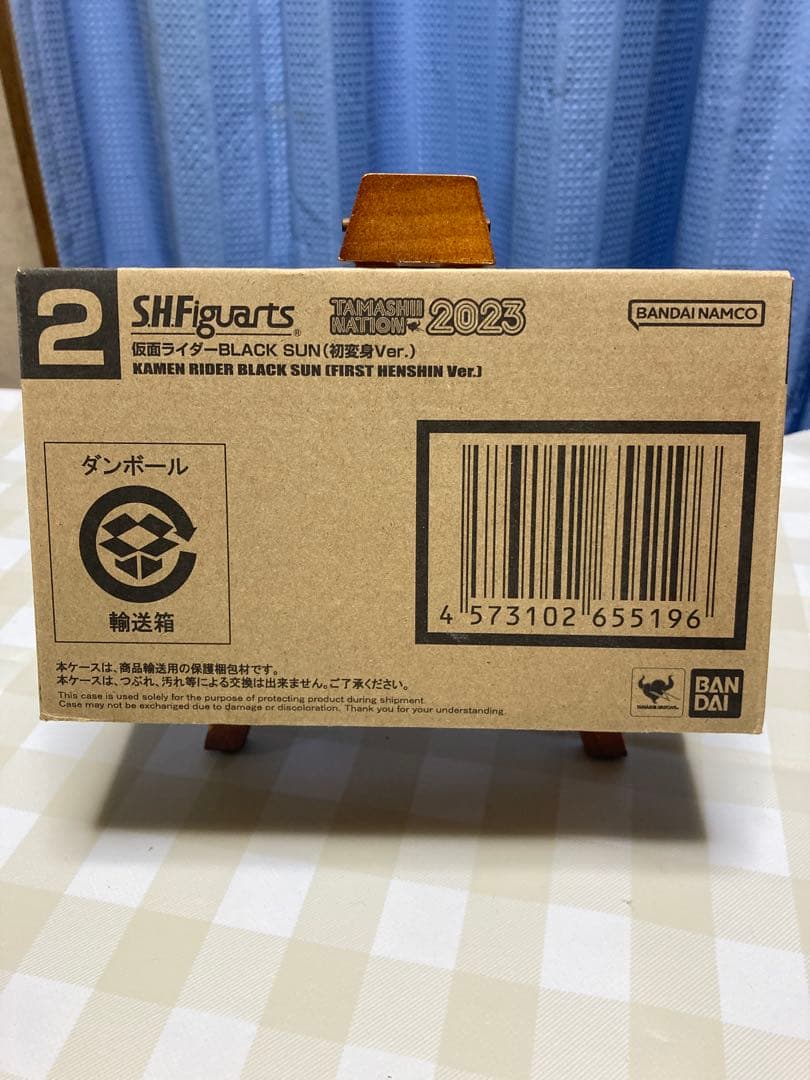 2
S.H.Figuarts®
TAMASHII NATION 2023
BANDAI NAMCO
仮面ライダーBLACK SUN(初変身Ver.)
KAMEN RIDER BLACK SUN (FIRST HENSHIN Ver.)
ダンボール
輸送箱
4 573102 655196
本ケースは、商品輸送用の保護梱包材です。
本ケースは、つぶれ、汚れ等による交換は出来ません。ご了承ください。
This case is used solely for the purpose of protecting product during shipment.
Case may not be exchanged due to damage or discoloration. Thank you for your understanding.
TAMASHII NATIONS
BAN
DAI